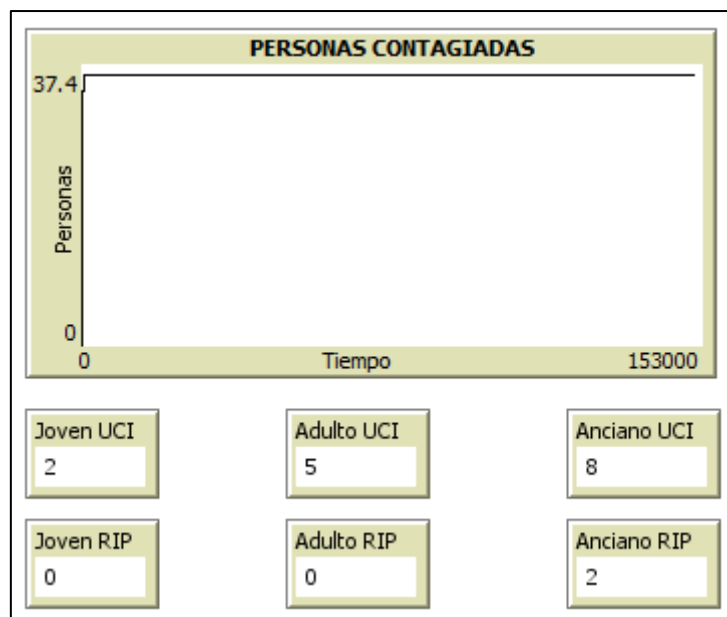 PERSONAS CONTAGIADAS
37.4
Personas
0
0 Tiempo 153000
Joven UCI Adulto UCI Anciano UCI
2 5 8
Joven RIP Adulto RIP Anciano RIP
0 0 2